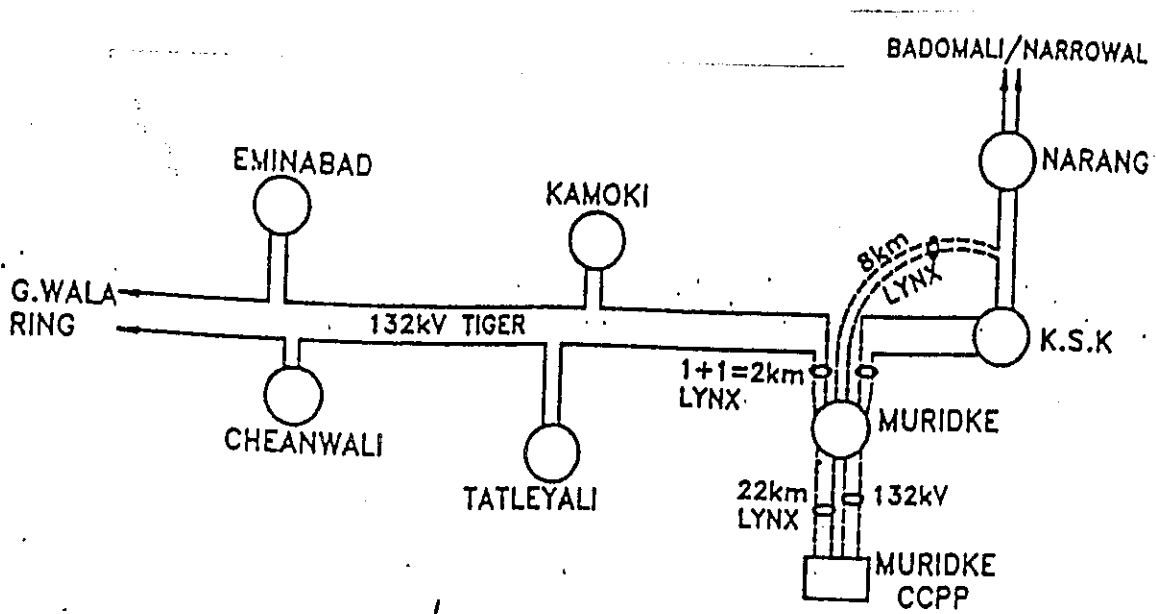 BADOMALI/NARROWAL
NARANG
EMINABAD
KAMOKI
8km
LYNX
G.WALA
RING
132kV TIGER
K.S.K
1+1=2km
LYNX
MURIDKE
CHEANWALI
TATLEYALI
22km
LYNX
132kV
MURIDKE
CCPP